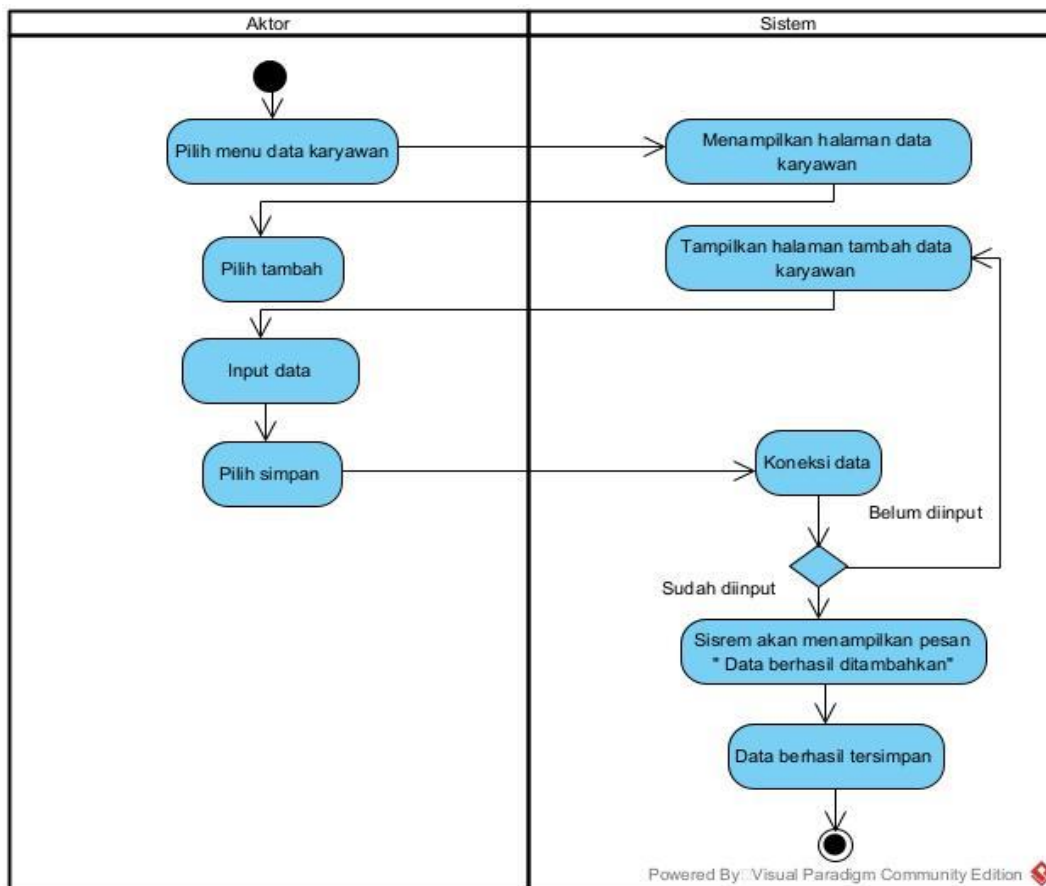 Aktor
Sistem
Pilih menu data karyawan
Menampilkan halaman data
karyawan
Pilih tambah
Tampilkan halaman tambah data
karyawan
Input data
Pilih simpan
Koneksi data
Belum diinput
Sudah diinput
Sisrem akan menampilkan pesan
" Data berhasil ditambahkan"
Data berhasil tersimpan
Powered By Visual Paradigm Community Edition